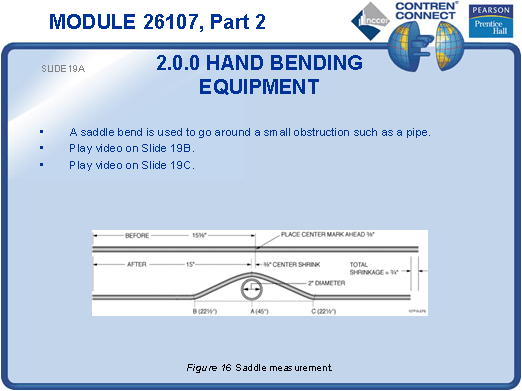 MODULE 26107, Part 2
nccer
CONTREN®
CONNECT
PEARSON
Prentice
Hall
SLIDE 19A
2.0.0 HAND BENDING
EQUIPMENT
• A saddle bend is used to go around a small obstruction such as a pipe.
• Play video on Slide 19B.
• Play video on Slide 19C.
BEFORE 15⅜" PLACE CENTER MARK AHEAD ⅜"
AFTER 15" ⅜" CENTER SHRINK TOTAL
SHRINKAGE = ¾"
2" DIAMETER
B (22½°) A (45°) C (22½°)
Figure 16 Saddle measurement.